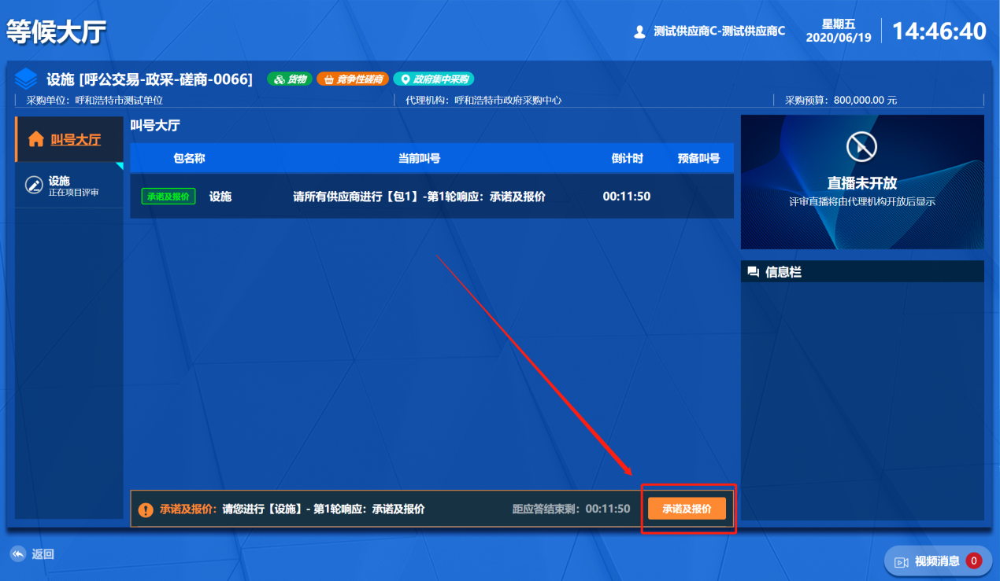 等候大厅
测试供应商C-测试供应商C
星期五
2020/06/19
14:46:40
设施 [呼公交易-政采-磋商-0066]
货物
竞争性磋商
政府集中采购
采购单位：呼和浩特市测试单位
代理机构：呼和浩特市政府采购中心
采购预算：800,000.00 元
叫号大厅
设施
正在项目评审
叫号大厅
包名称 当前叫号 倒计时 预备叫号
承诺及报价 设施 请所有供应商进行【包1】-第1轮响应：承诺及报价 00:11:50
直播未开放
评审直播将由代理机构开放后显示
信息栏
承诺及报价：请您进行【设施】- 第1轮响应：承诺及报价
距应答结束剩：00:11:50
承诺及报价
返回
视频消息 0